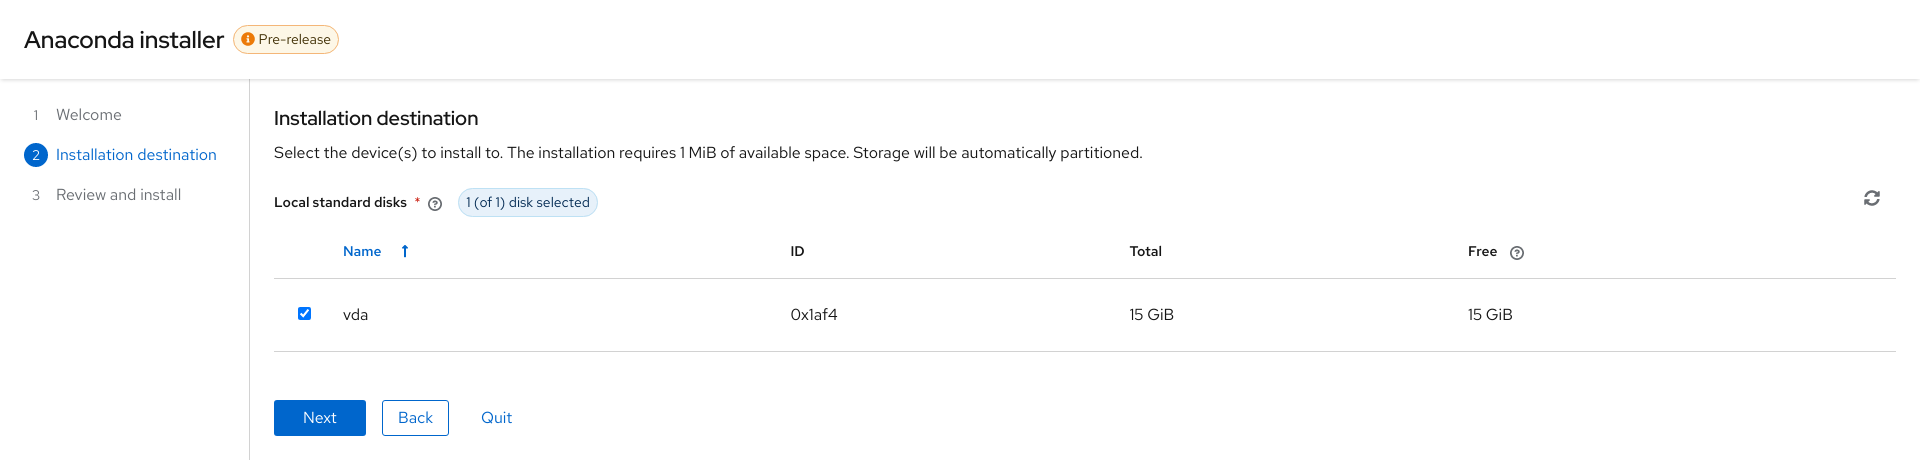 Anaconda installer Pre-release
1 Welcome
2 Installation destination
3 Review and install
Installation destination
Select the device(s) to install to. The installation requires 1 MiB of available space. Storage will be automatically partitioned.
Local standard disks * 1 (of 1) disk selected
Name ID Total Free
vda 0x1af4 15 GiB 15 GiB
Next Back Quit